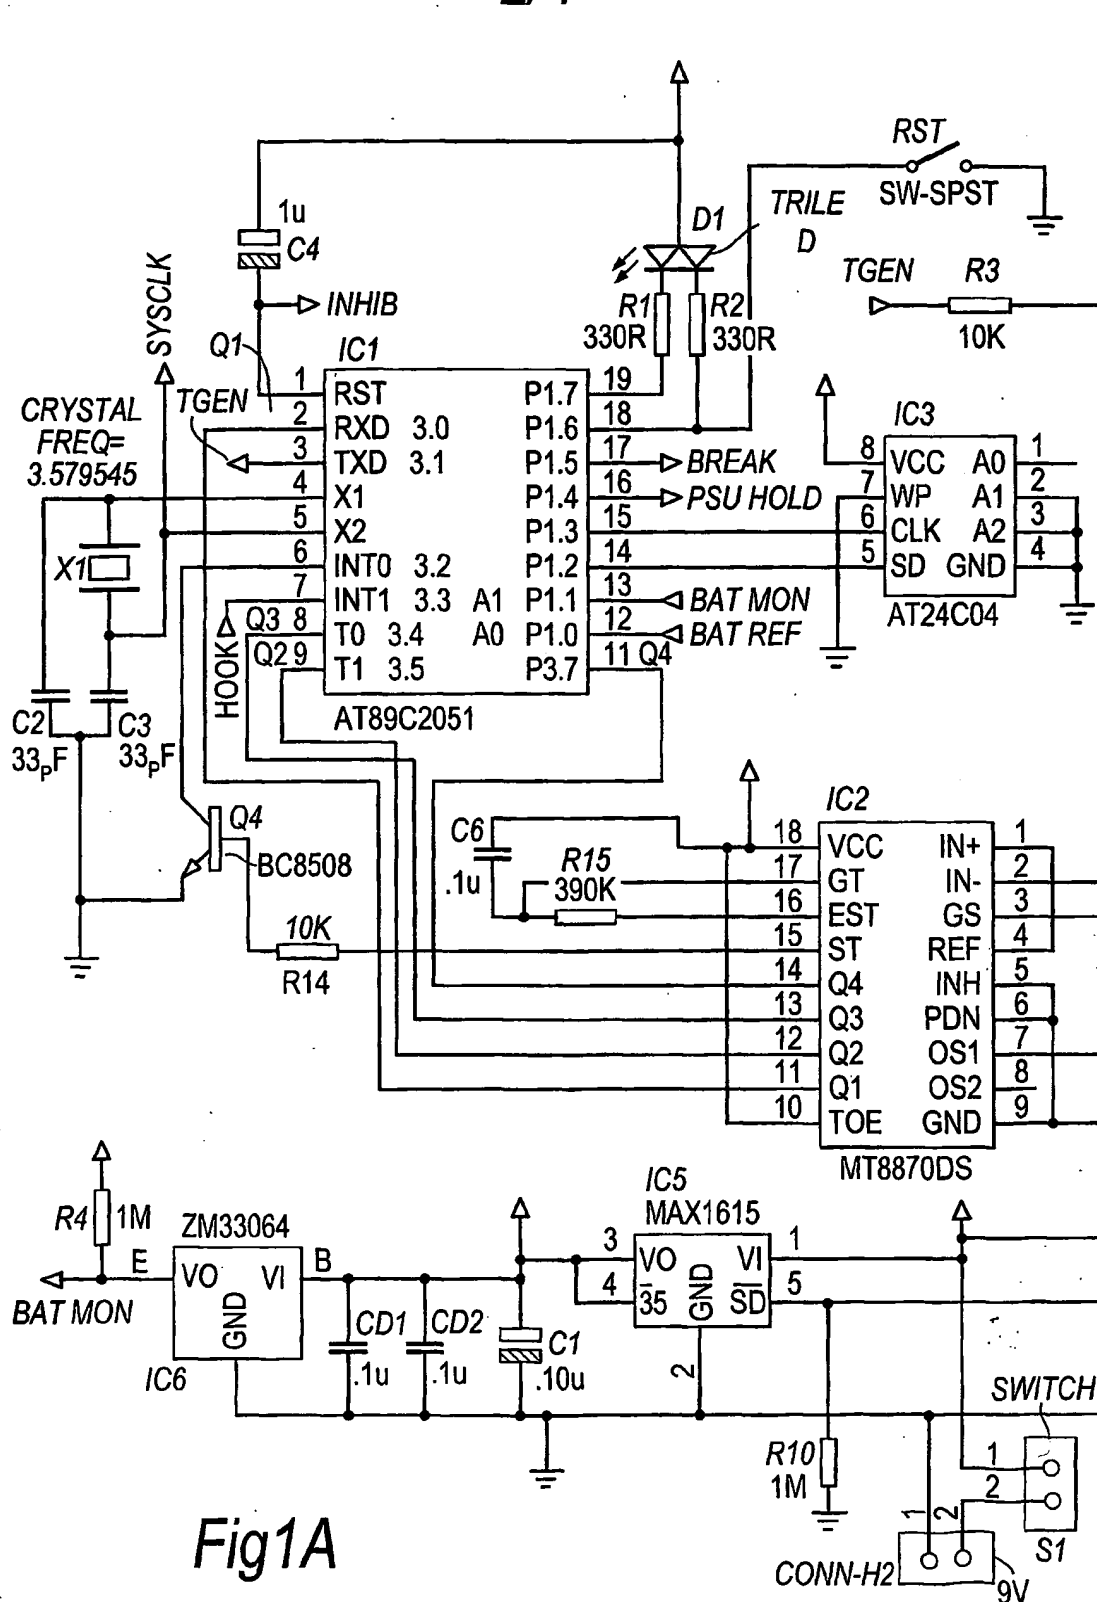 RST
SW-SPST
1u
C4
D1
TRILE
D
SYSCLK
INHIB
TGEN
R3
10K
R1
330R
R2
330R
Q1
IC1
TGEN
CRYSTAL
FREQ=
3.579545
1 RST P1.7 19
2 RXD 3.0 P1.6 18
3 TXD 3.1 P1.5 17 BREAK
4 X1 P1.4 16 PSU HOLD
5 X2 P1.3 15
6 INT0 3.2 P1.2 14
7 INT1 3.3 A1 P1.1 13 BAT MON
Q3 8 T0 3.4 A0 P1.0 12 BAT REF
Q2 9 T1 3.5 P3.7 11 Q4
AT89C2051
HOOK
X1
C2
33PF
C3
33PF
IC3
8 VCC A0 1
7 WP A1 2
6 CLK A2 3
5 SD GND 4
AT24C04
Q4
BC8508
10K
R14
C6
.1u
R15
390K
IC2
18 VCC IN+ 1
17 GT IN- 2
16 EST GS 3
15 ST REF 4
14 Q4 INH 5
13 Q3 PDN 6
12 Q2 OS1 7
11 Q1 OS2 8
10 TOE GND 9
MT8870DS
R4
1M
ZM33064
E VO VI B
GND
IC6
BAT MON
CD1
.1u
CD2
.1u
C1
.10u
IC5
MAX1615
3 VO VI 1
4 35 GND SD 5
2
R10
1M
SWITCH
1
2
S1
1
2
CONN-H2
9V
Fig1A